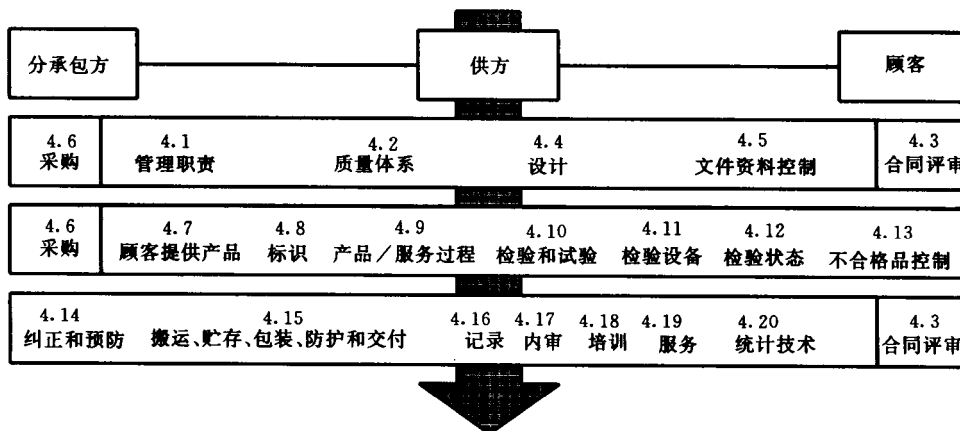 分承包方 供方 顾客
4.6 4.1 4.2 4.4 4.5 4.3
采购 管理职责 质量体系 设计 文件资料控制 合同评审
4.6 4.7 4.8 4.9 4.10 4.11 4.12 4.13
采购 顾客提供产品 标识 产品／服务过程 检验和试验 检验设备 检验状态 不合格品控制
4.14 4.15 4.16 4.17 4.18 4.19 4.20 4.3
纠正和预防 搬运、贮存、包装、防护和交付 记录 内审 培训 服务 统计技术 合同评审